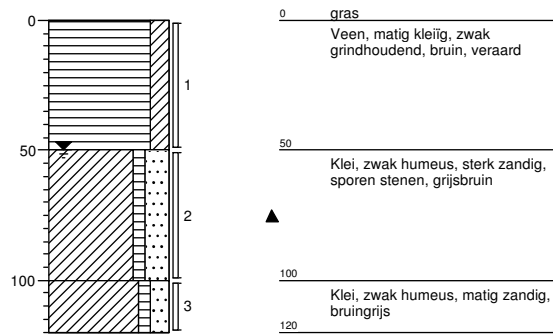 0
1
50
2
100
3
0
gras
Veen, matig kleiïg, zwak
grindhoudend, bruin, veraard
50
Klei, zwak humeus, sterk zandig,
sporen stenen, grijsbruin
100
Klei, zwak humeus, matig zandig,
bruingrijs
120